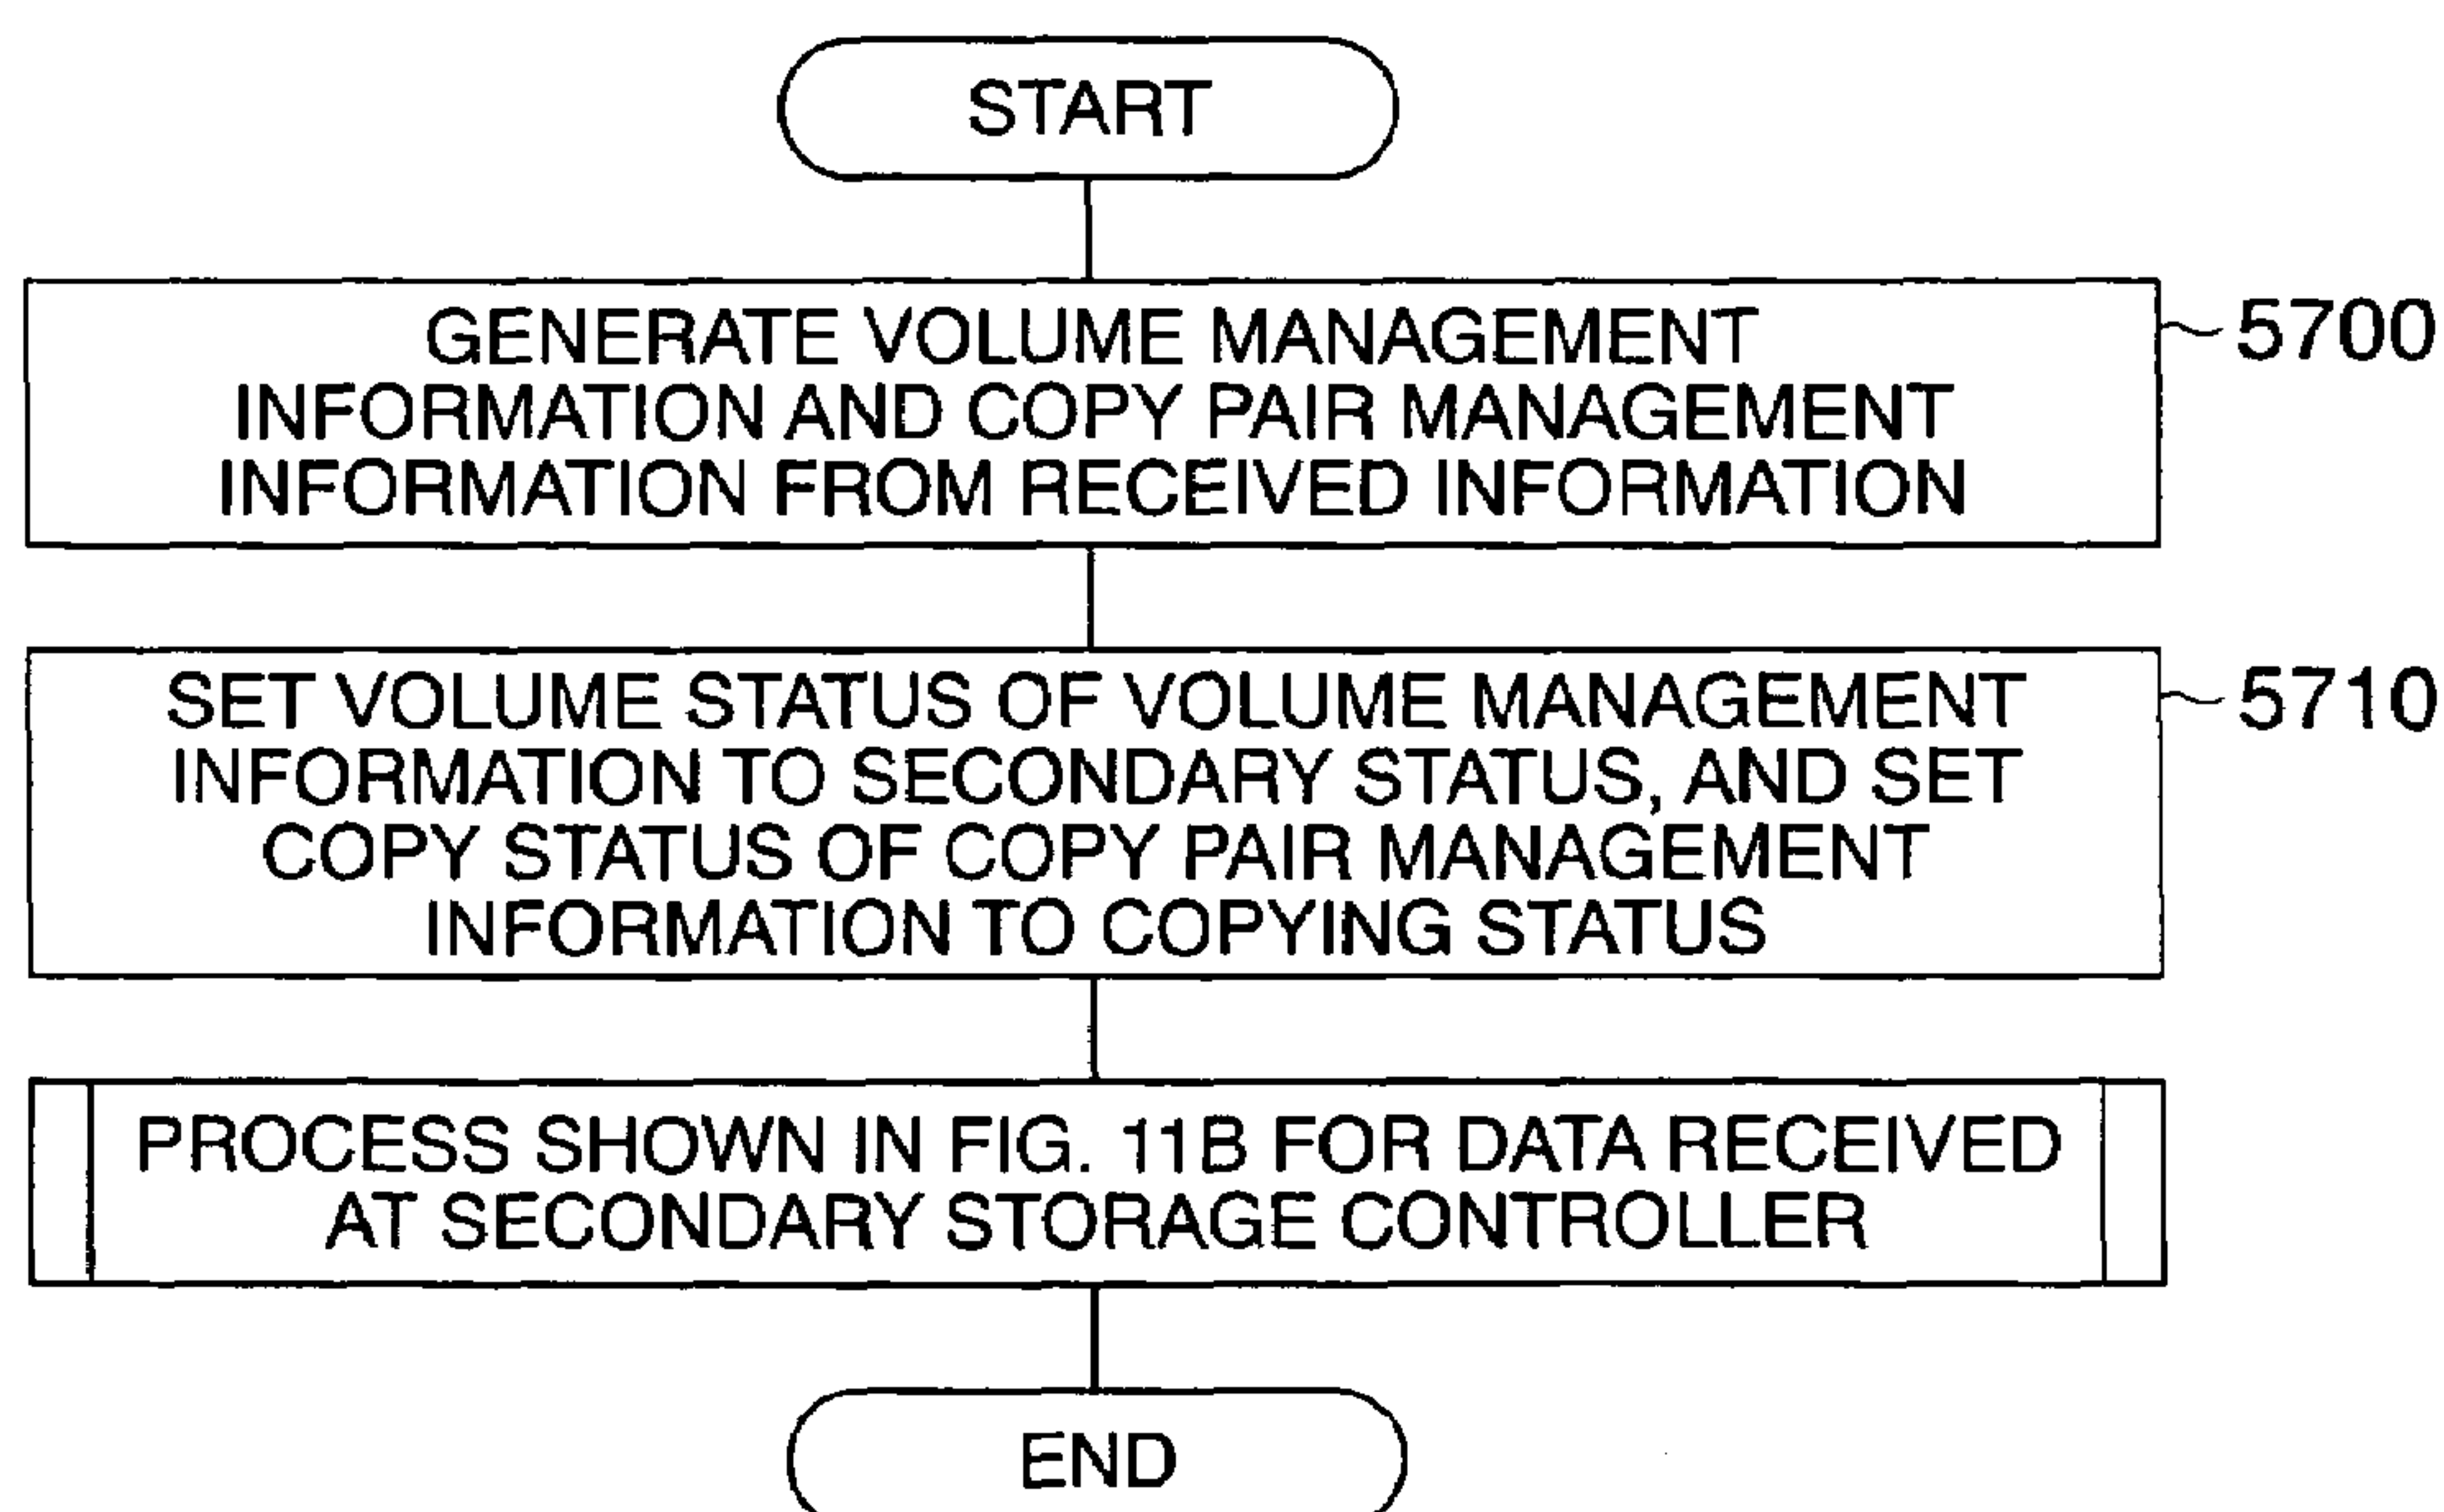 START
GENERATE VOLUME MANAGEMENT
INFORMATION AND COPY PAIR MANAGEMENT
INFORMATION FROM RECEIVED INFORMATION
5700
SET VOLUME STATUS OF VOLUME MANAGEMENT
INFORMATION TO SECONDARY STATUS, AND SET
COPY STATUS OF COPY PAIR MANAGEMENT
INFORMATION TO COPYING STATUS
5710
PROCESS SHOWN IN FIG. 11B FOR DATA RECEIVED
AT SECONDARY STORAGE CONTROLLER
END